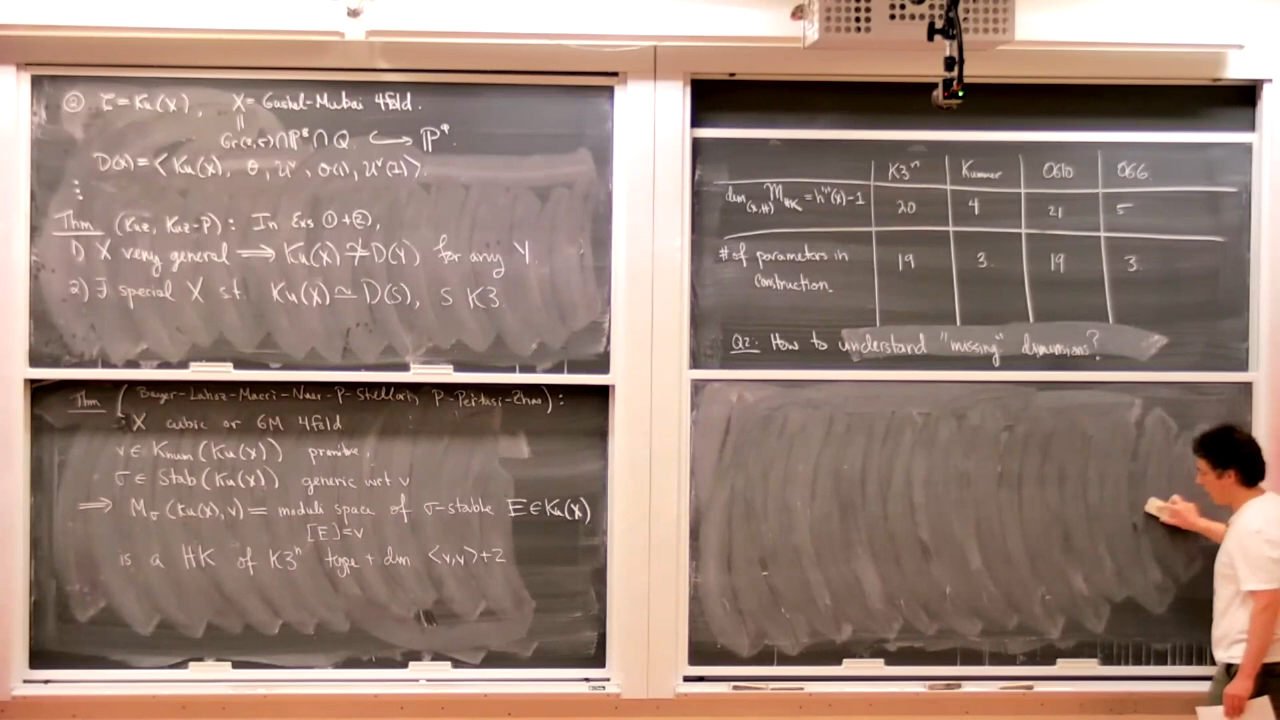 ② C = Ku(X), X = Gushel-Mukai 4fold.
||
Gr(2,5)∩P⁸∩Q ↪ P⁹.
D(X) = ⟨Ku(X), O, U^v, O(1), U^v(1)⟩.
⋮
Thm (Kuz, Kuz-P): In Exs ①+②,
1) X very general ⟹ Ku(X) ≄ D(Y) for any Y.
2) ∃ special X st. Ku(X) ≃ D(S), S K3.
Thm (Bayer-Lahoz-Macrì-Nuer-P-Stellari, P-Pertusi-Zhao):
X cubic or GM 4fold
v ∈ Knum(Ku(X)) primitive,
σ ∈ Stab(Ku(X)) generic wrt v
⟹ M_σ(Ku(X),v) = moduli space of σ-stable E∈Ku(X)
[E]=v
is a HK of K3ⁿ type + dim ⟨v,v⟩+2
K3ⁿ Kummer OG10 OG6.
dim_(X,H) M_HK = h^{1,1}(X)-1 20 4 21 5
# of parameters in 19 3. 19 3.
construction.
Q2: How to understand "missing" dimensions?